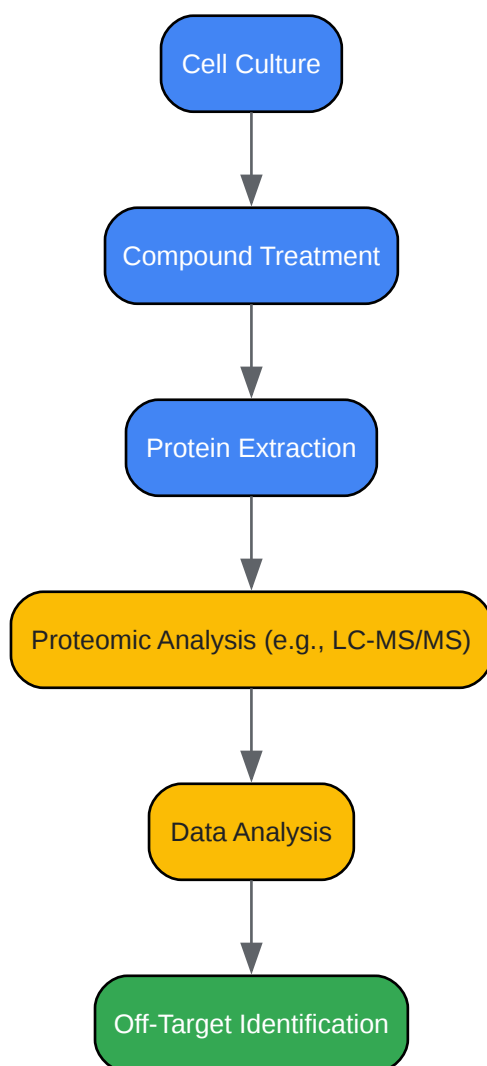 Cell Culture
Compound Treatment
Protein Extraction
Proteomic Analysis (e.g., LC-MS/MS)
Data Analysis
Off-Target Identification